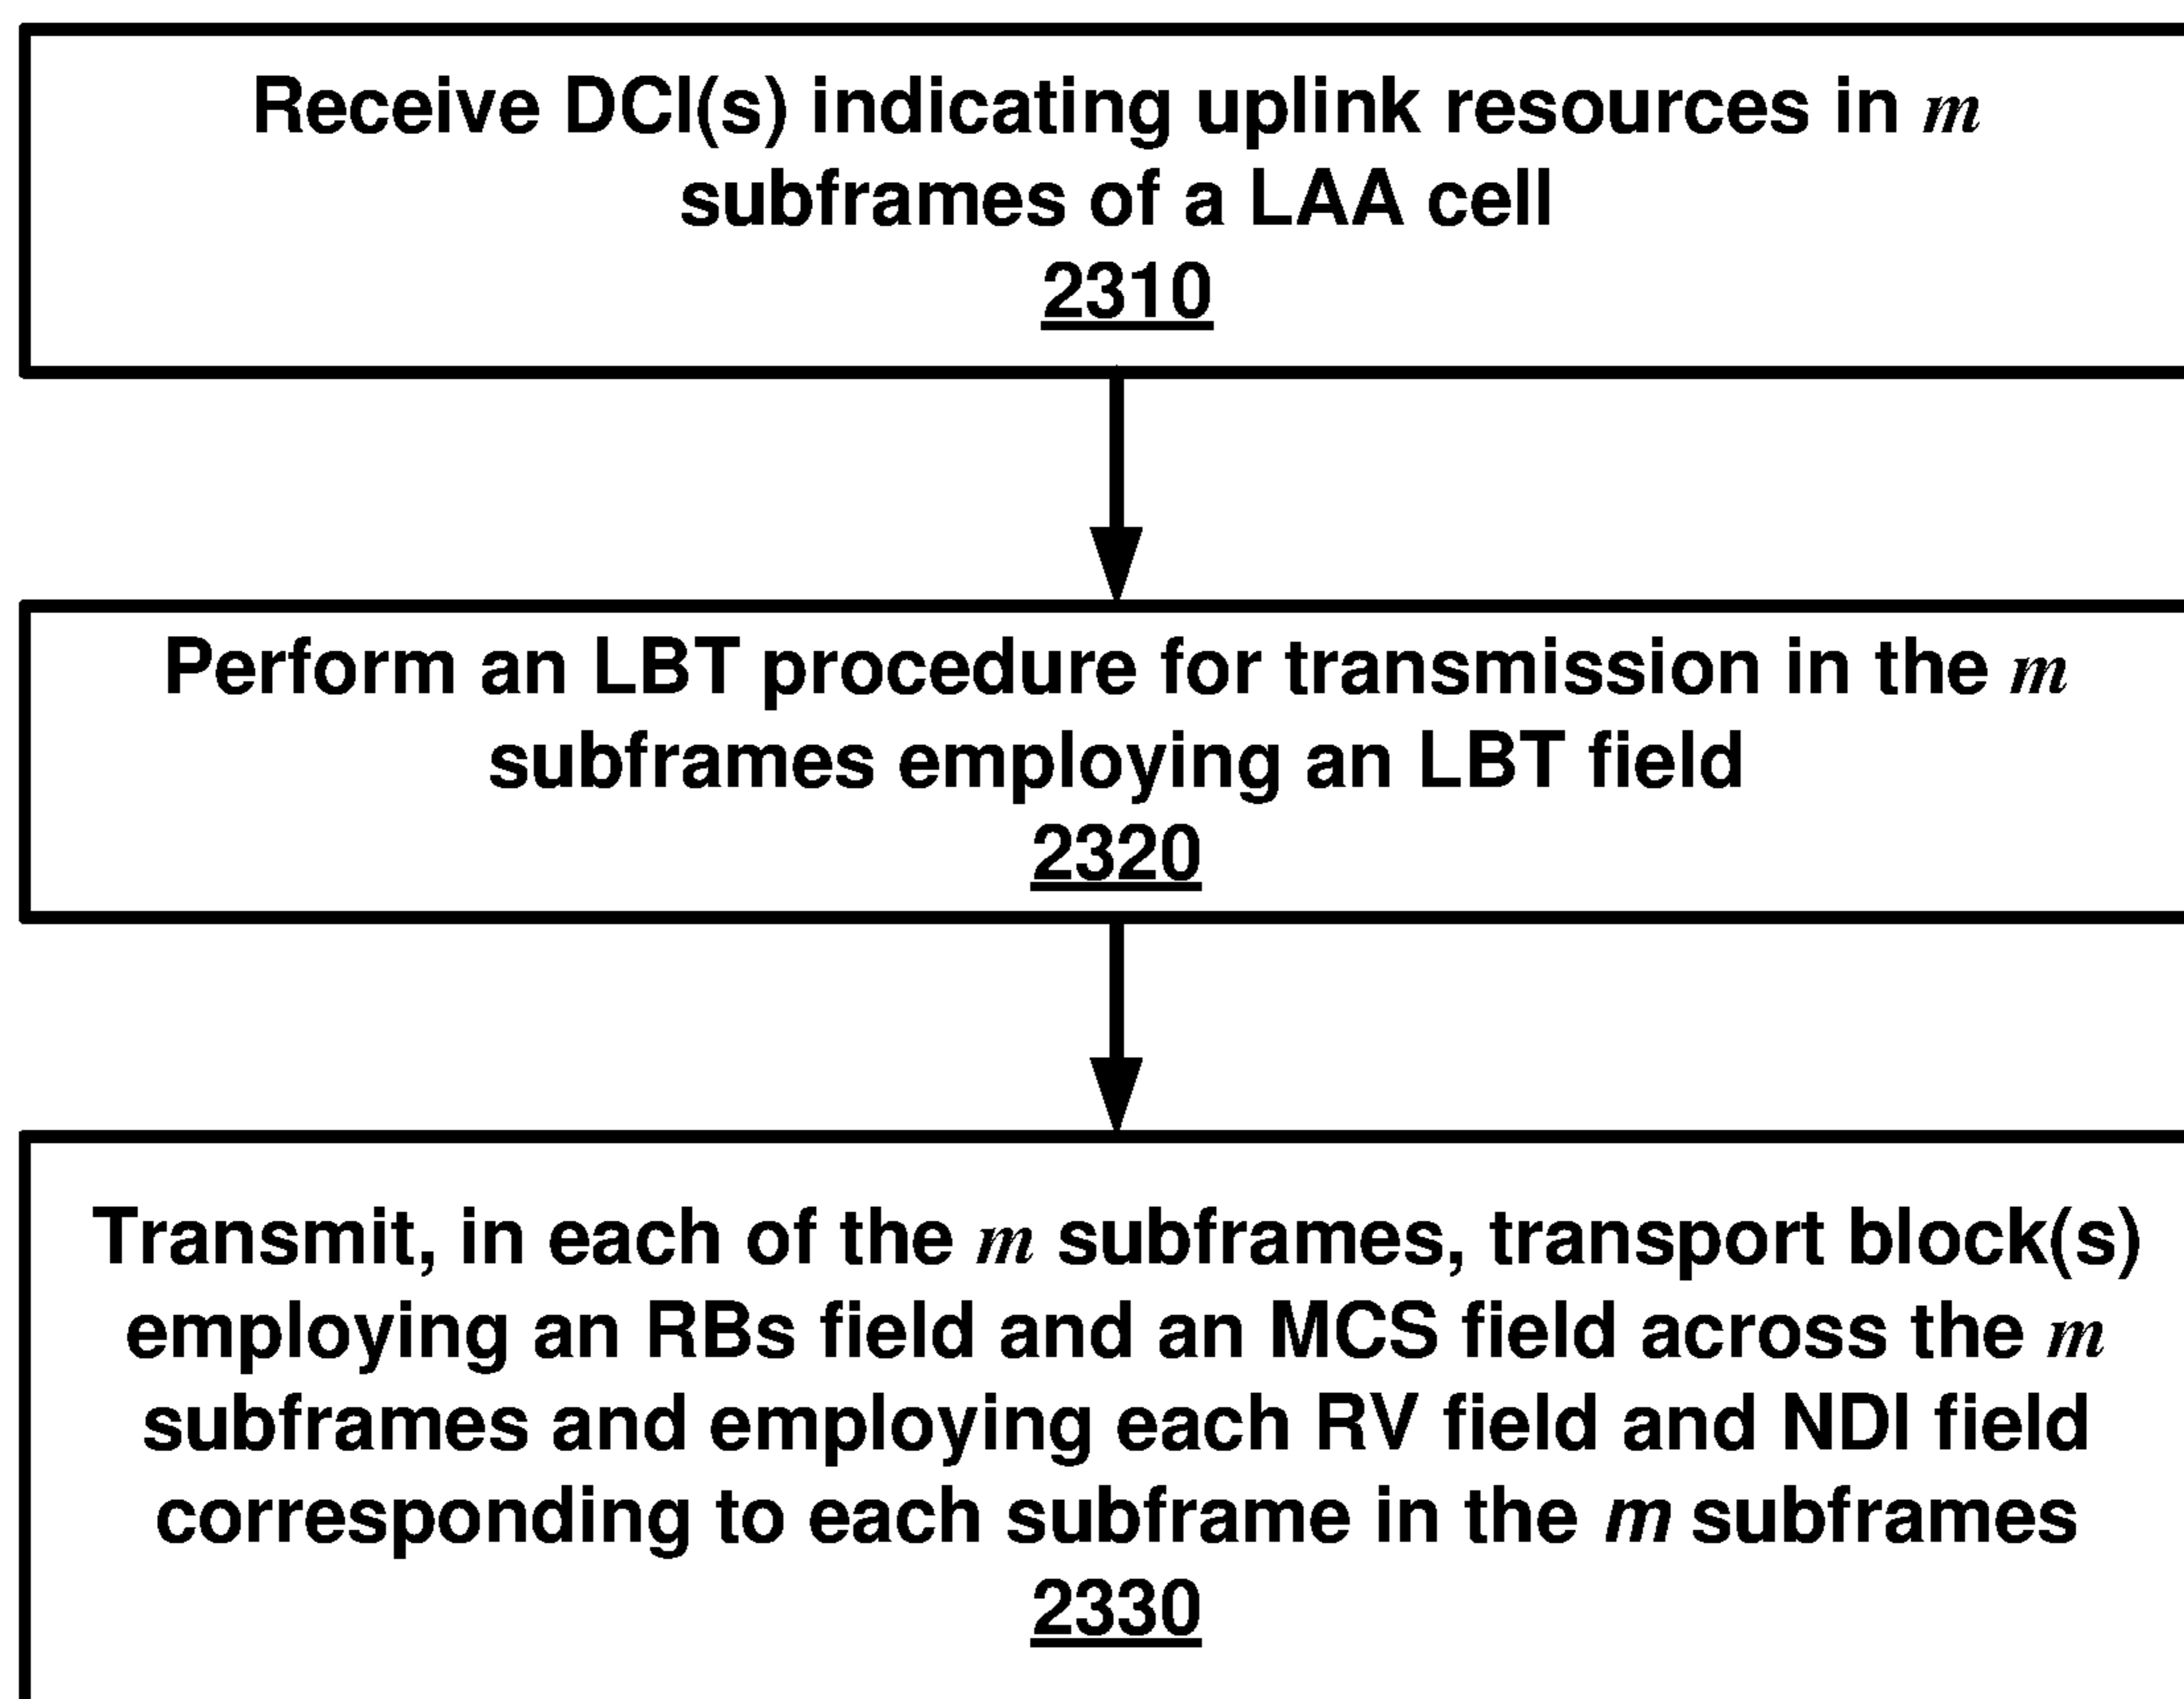 Receive DCI(s) indicating uplink resources in m
subframes of a LAA cell
2310
Perform an LBT procedure for transmission in the m
subframes employing an LBT field
2320
Transmit, in each of the m subframes, transport block(s)
employing an RBs field and an MCS field across the m
subframes and employing each RV field and NDI field
corresponding to each subframe in the m subframes
2330